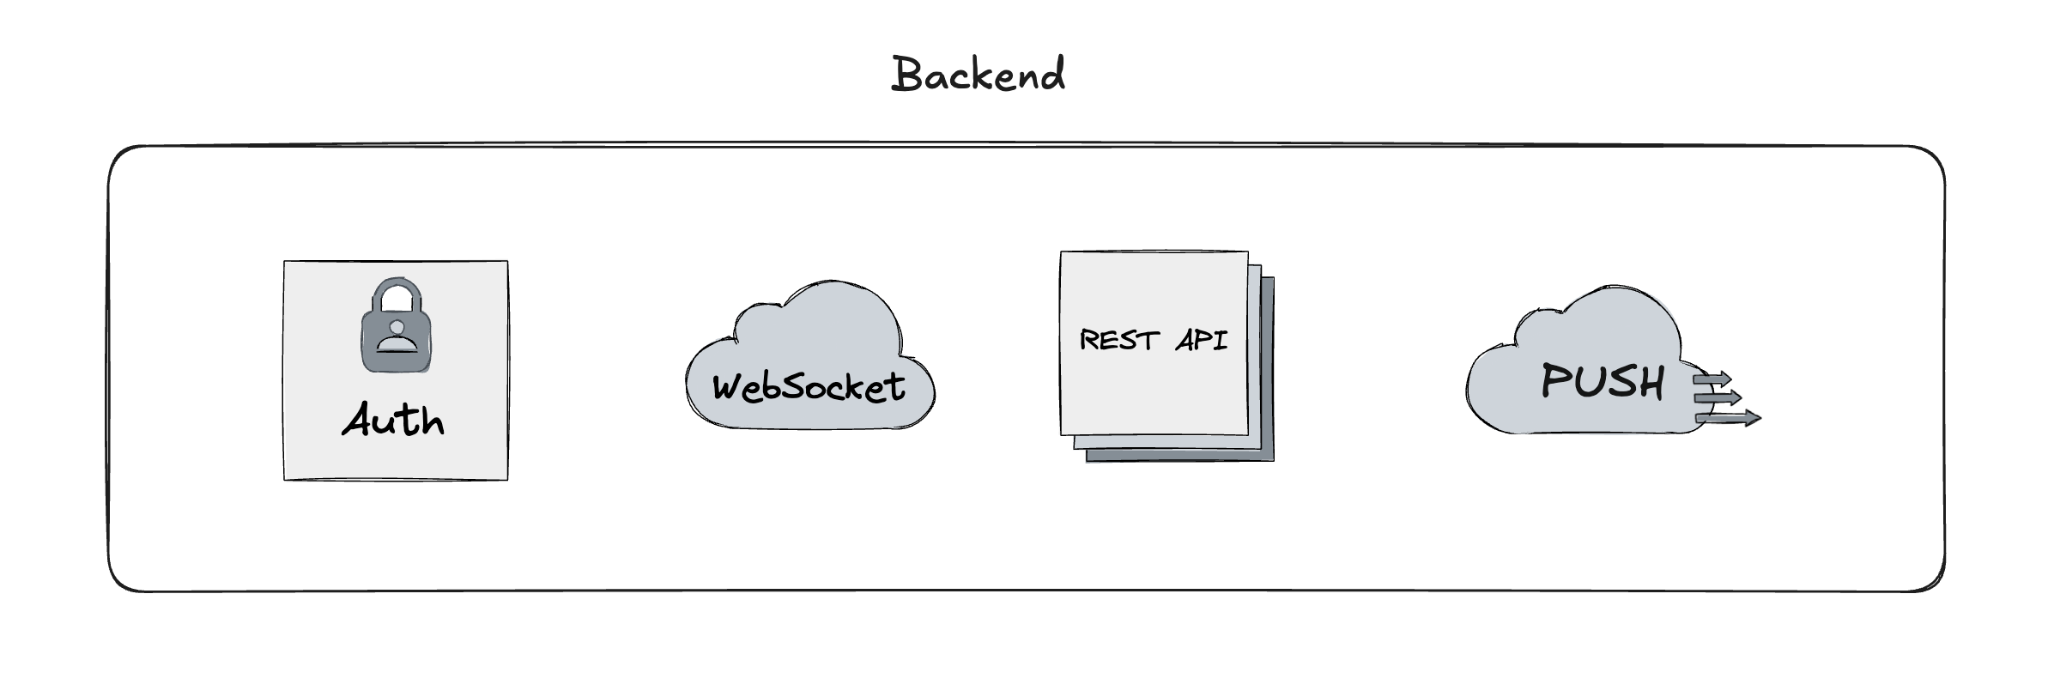 Backend
Auth
WebSocket
REST API
PUSH